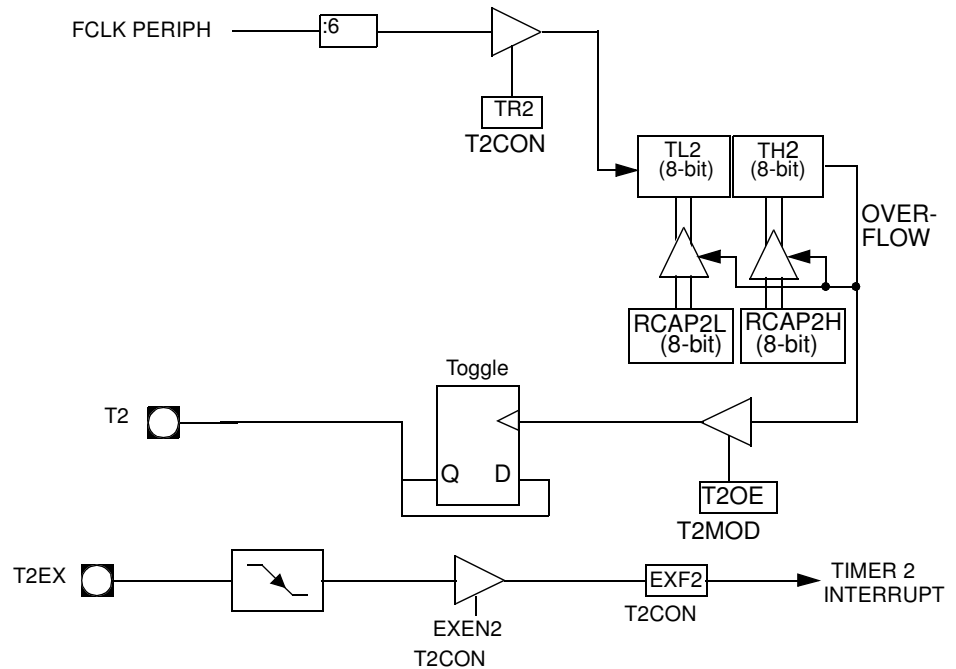 FCLK PERIPH
:6
TR2
T2CON
TL2
(8-bit)
TH2
(8-bit)
OVER-
FLOW
RCAP2L
(8-bit)
RCAP2H
(8-bit)
Toggle
T2
Q
D
T2OE
T2MOD
T2EX
EXEN2
T2CON
EXF2
T2CON
TIMER 2
INTERRUPT